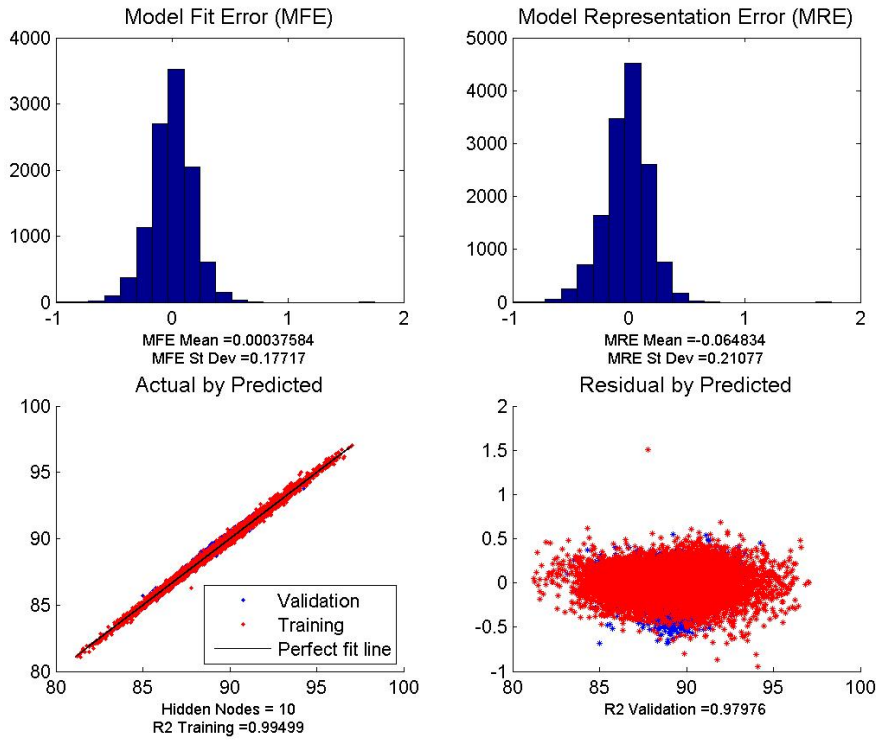 Model Fit Error (MFE)
4000
3000
2000
1000
0
-1
0
1
2
MFE Mean =0.00037584
MFE St Dev =0.17717
Model Representation Error (MRE)
5000
4000
3000
2000
1000
0
-1
0
1
2
MRE Mean =-0.064834
MRE St Dev =0.21077
Actual by Predicted
100
95
90
85
80
80
85
90
95
100
Validation
Training
Perfect fit line
Hidden Nodes = 10
R2 Training =0.99499
Residual by Predicted
2
1.5
1
0.5
0
-0.5
-1
80
85
90
95
100
R2 Validation =0.97976